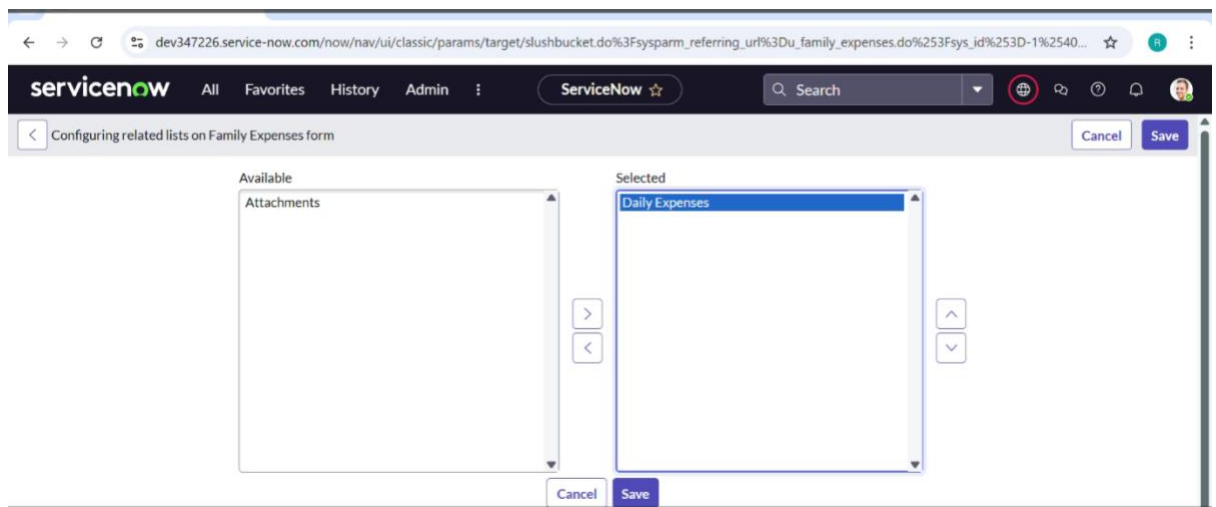 dev347226.service-now.com/now/nav/ui/classic/params/target/slushbucket.do%3Fsysparm_referring_url%3Du_family_expenses.do%253Fsys_id%253D-1%2540...
R
servicenow All Favorites History Admin ServiceNow Search
Configuring related lists on Family Expenses form Cancel Save
Available Selected
Attachments Daily Expenses
Cancel Save